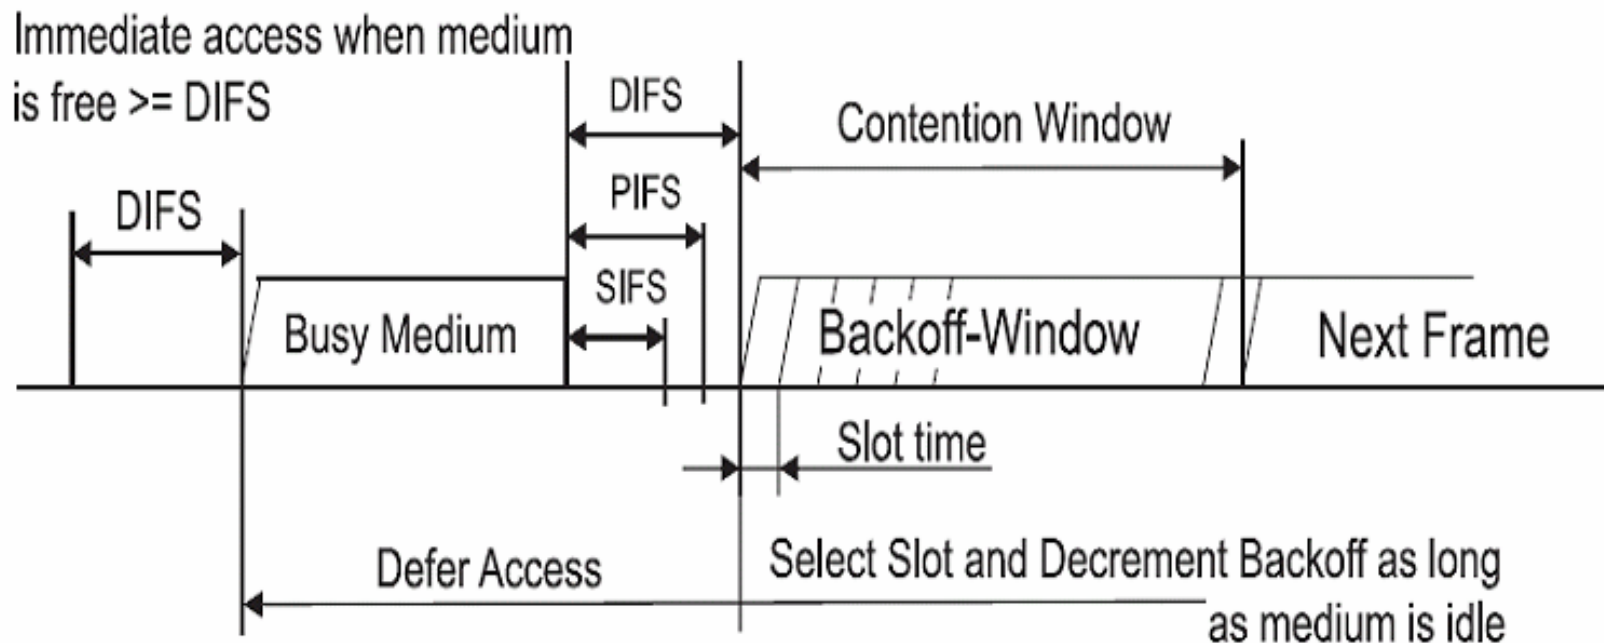 Immediate access when medium
is free >= DIFS
DIFS
DIFS
PIFS
SIFS
Contention Window
Busy Medium
Backoff-Window
Next Frame
Slot time
Defer Access
Select Slot and Decrement Backoff as long
as medium is idle